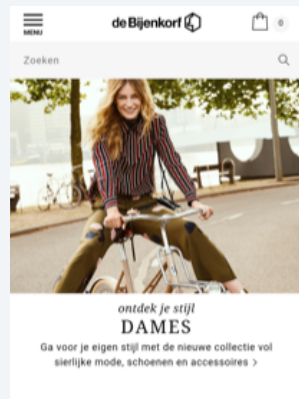 MENU
de Bijenkorf
0
Zoeken
ontdek je stijl
DAMES
Ga voor je eigen stijl met de nieuwe collectie vol
sierlijke mode, schoenen en accessoires >